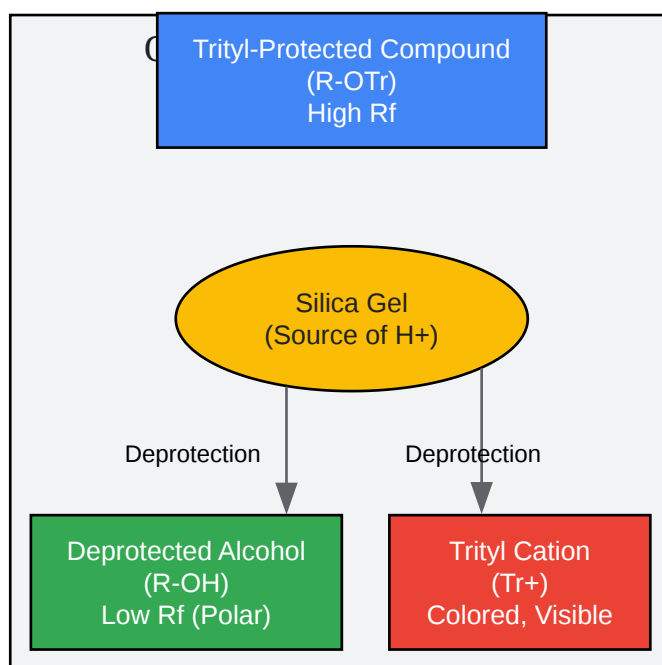 Trityl-Protected Compound
(R-OTr)
High Rf
Silica Gel
(Source of H+)
Deprotection
Deprotection
Deprotected Alcohol
(R-OH)
Low Rf (Polar)
Trityl Cation
(Tr+)
Colored, Visible